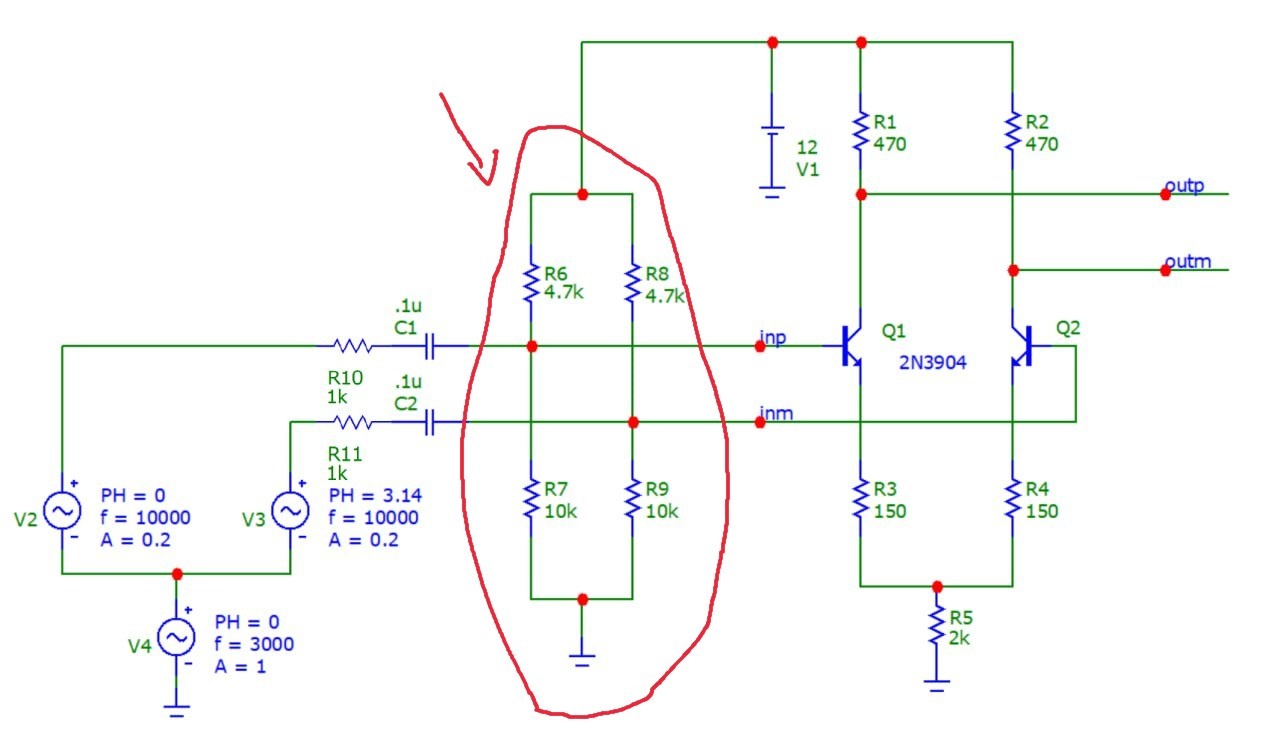 12
V1
R1
470
R2
470
outp
outm
R6
4.7k
R8
4.7k
.1u
C1
inp
Q1
2N3904
Q2
R10
1k
.1u
C2
inm
R11
1k
V2
PH = 0
f = 10000
A = 0.2
V3
PH = 3.14
f = 10000
A = 0.2
R7
10k
R9
10k
R3
150
R4
150
V4
PH = 0
f = 3000
A = 1
R5
2k